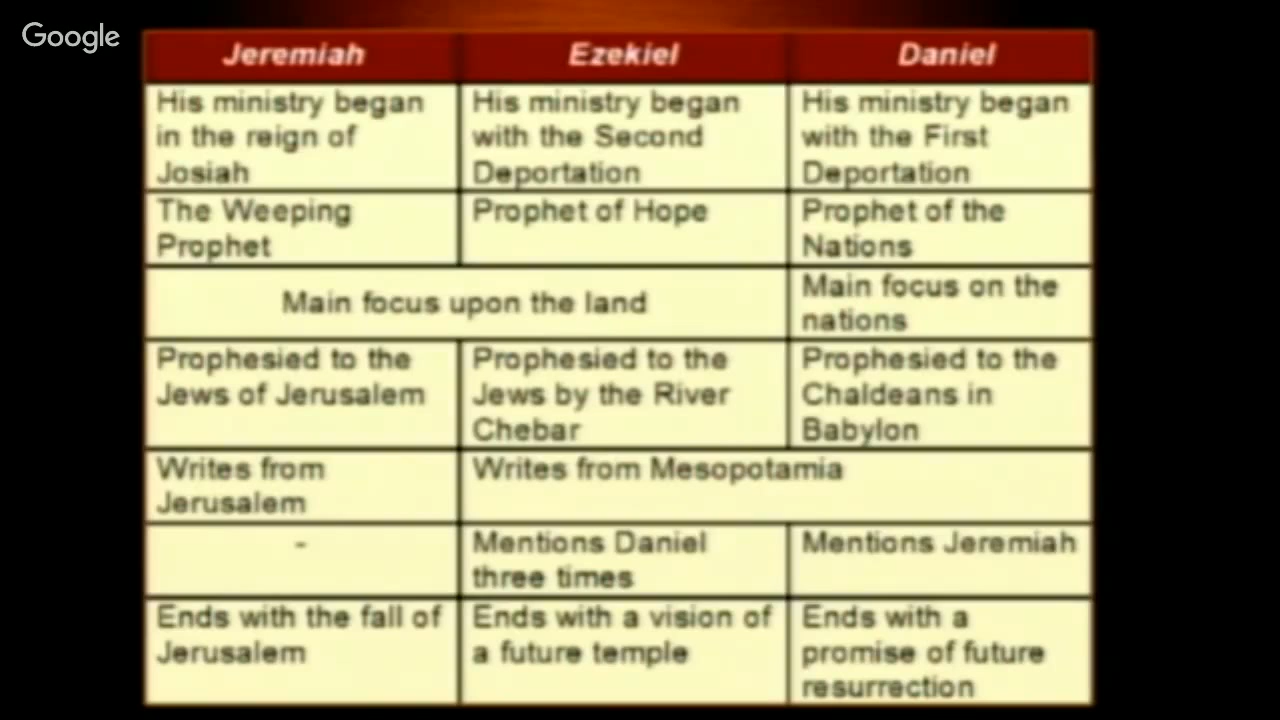 Google
Jeremiah
Ezekiel
Daniel
His ministry began
in the reign of
Josiah
His ministry began
with the Second
Deportation
His ministry began
with the First
Deportation
The Weeping
Prophet
Prophet of Hope
Prophet of the
Nations
Main focus upon the land
Main focus on the
nations
Prophesied to the
Jews of Jerusalem
Prophesied to the
Jews by the River
Chebar
Prophesied to the
Chaldeans in
Babylon
Writes from
Jerusalem
Writes from Mesopotamia
-
Mentions Daniel
three times
Mentions Jeremiah
Ends with the fall of
Jerusalem
Ends with a vision of
a future temple
Ends with a
promise of future
resurrection